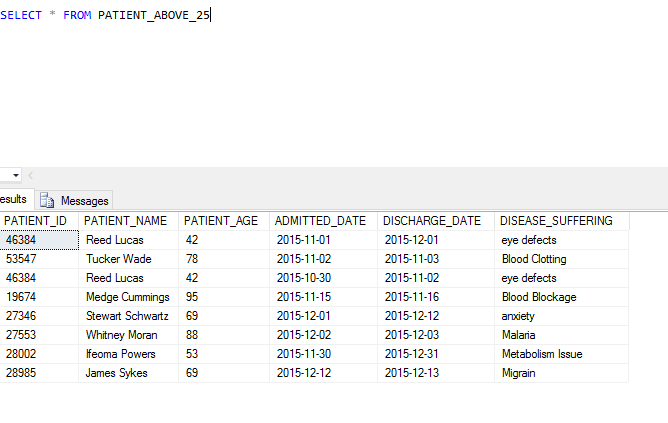 SELECT * FROM PATIENT_ABOVE_25
esults Messages
PATIENT_ID PATIENT_NAME PATIENT_AGE ADMITTED_DATE DISCHARGE_DATE DISEASE_SUFFERING
46384 Reed Lucas 42 2015-11-01 2015-12-01 eye defects
53547 Tucker Wade 78 2015-11-02 2015-11-03 Blood Clotting
46384 Reed Lucas 42 2015-10-30 2015-11-02 eye defects
19674 Medge Cummings 95 2015-11-15 2015-11-16 Blood Blockage
27346 Stewart Schwartz 69 2015-12-01 2015-12-12 anxiety
27553 Whitney Moran 88 2015-12-02 2015-12-03 Malaria
28002 Ifeoma Powers 53 2015-11-30 2015-12-31 Metabolism Issue
28985 James Sykes 69 2015-12-12 2015-12-13 Migrain